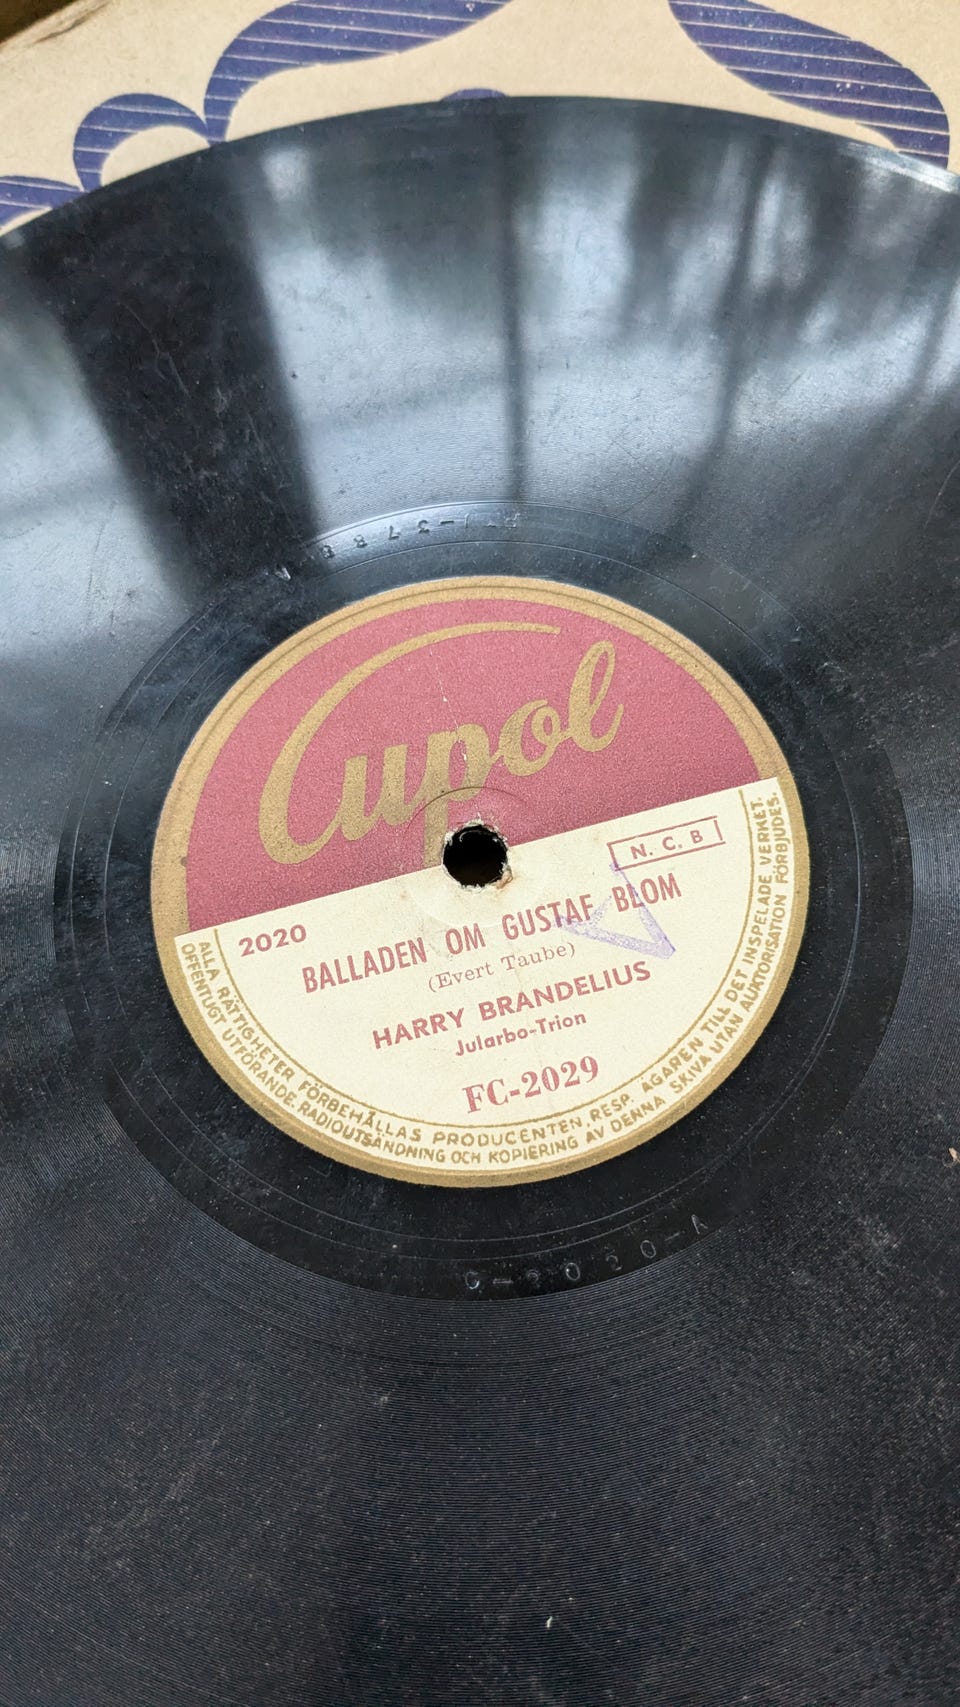 Cupol
N. C. B
2020
BALLADEN OM GUSTAF BLOM
(Evert Taube)
HARRY BRANDELIUS
Jularbo-Trion
FC-2029
ALLA RÄTTIGHETER FÖRBEHÅLLAS PRODUCENTEN, RESP. ÄGAREN TILL DET INSPELADE VERKET.
OFFENTLIGT UTFÖRANDE, RADIOUTSÄNDNING OCH KOPIERING AV DENNA SKIVA UTAN AUKTORISATION FÖRBJUDES.
C-2020-A